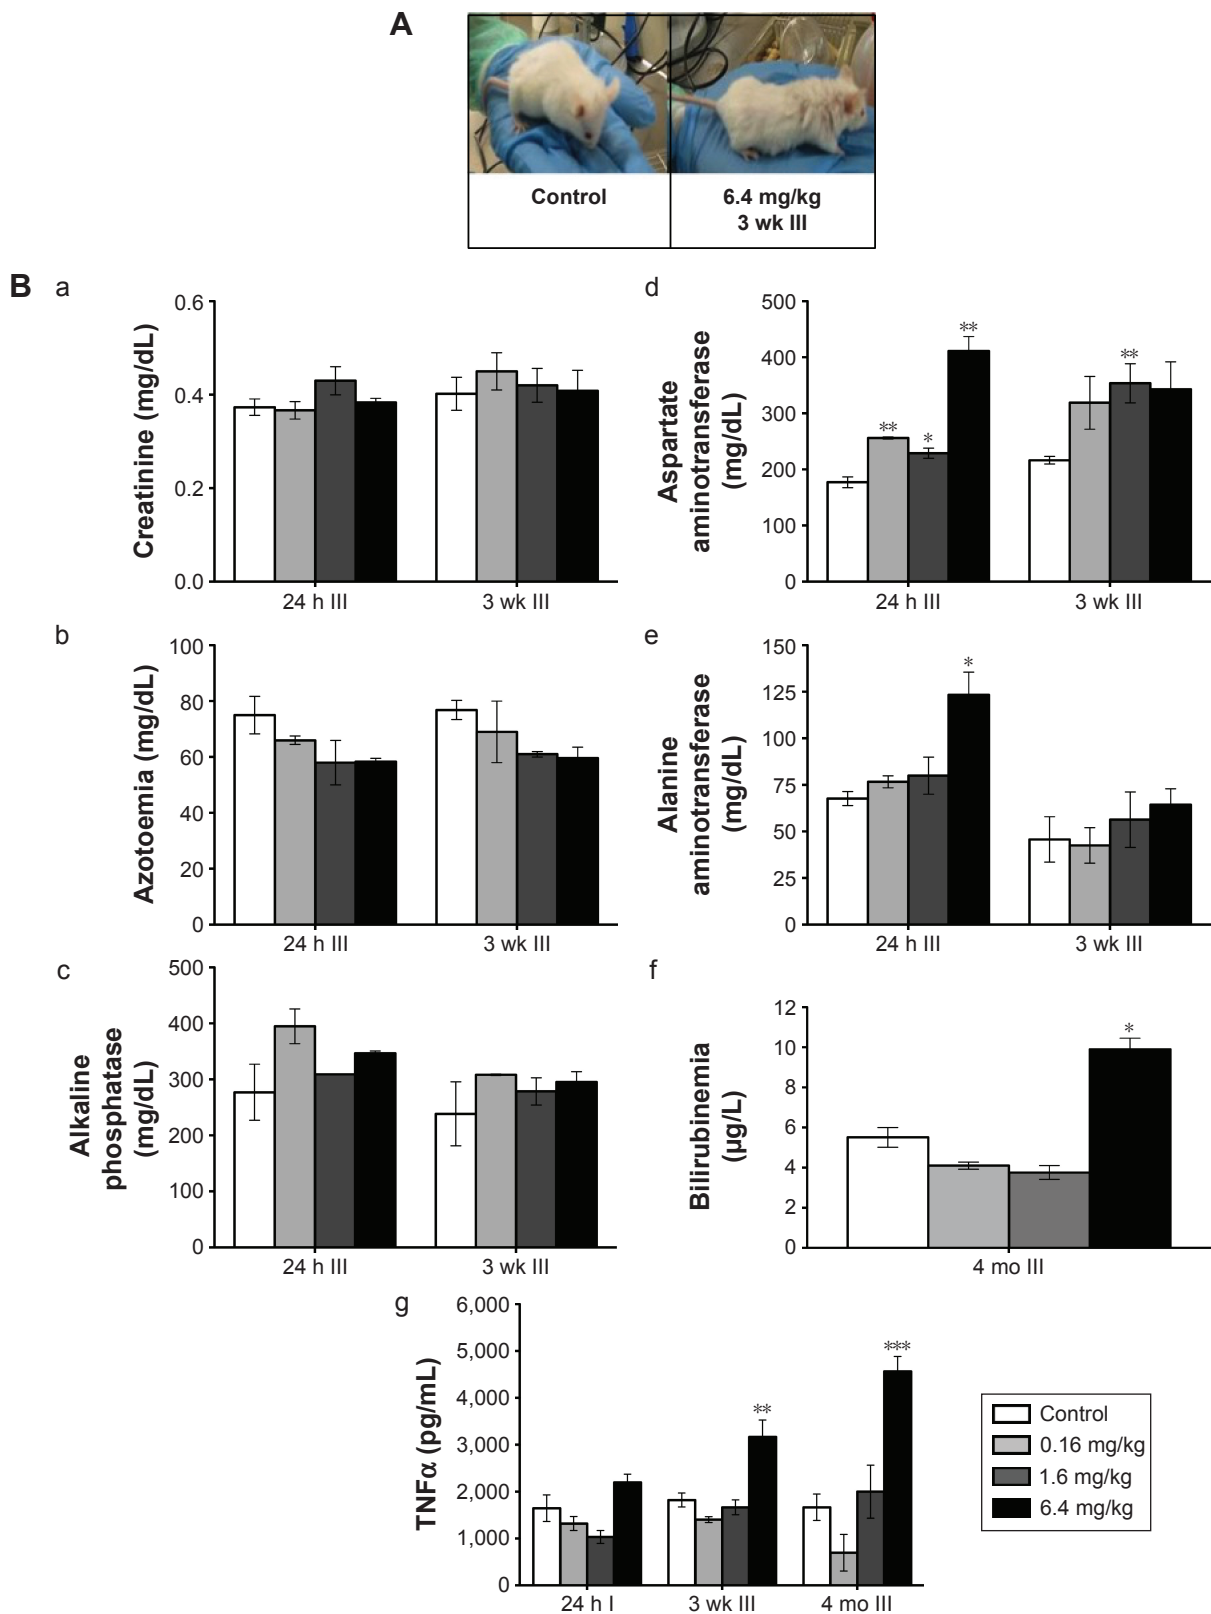 A
Control
6.4 mg/kg
3 wk III
B
a
Creatinine (mg/dL)
0.6
0.4
0.2
0.0
24 h III
3 wk III
d
Aspartate
aminotransferase
(mg/dL)
500
400
300
200
100
0
**
*
**
**
24 h III
3 wk III
b
Azotoemia (mg/dL)
100
80
60
40
20
0
24 h III
3 wk III
e
Alanine
aminotransferase
(mg/dL)
150
125
100
75
50
25
0
*
24 h III
3 wk III
c
Alkaline
phosphatase
(mg/dL)
500
400
300
200
100
0
24 h III
3 wk III
f
Bilirubinemia
(µg/L)
12
10
8
6
4
2
0
*
4 mo III
g
TNFα (pg/mL)
6,000
5,000
4,000
3,000
2,000
1,000
0
**
***
24 h I
3 wk III
4 mo III
Control
0.16 mg/kg
1.6 mg/kg
6.4 mg/kg